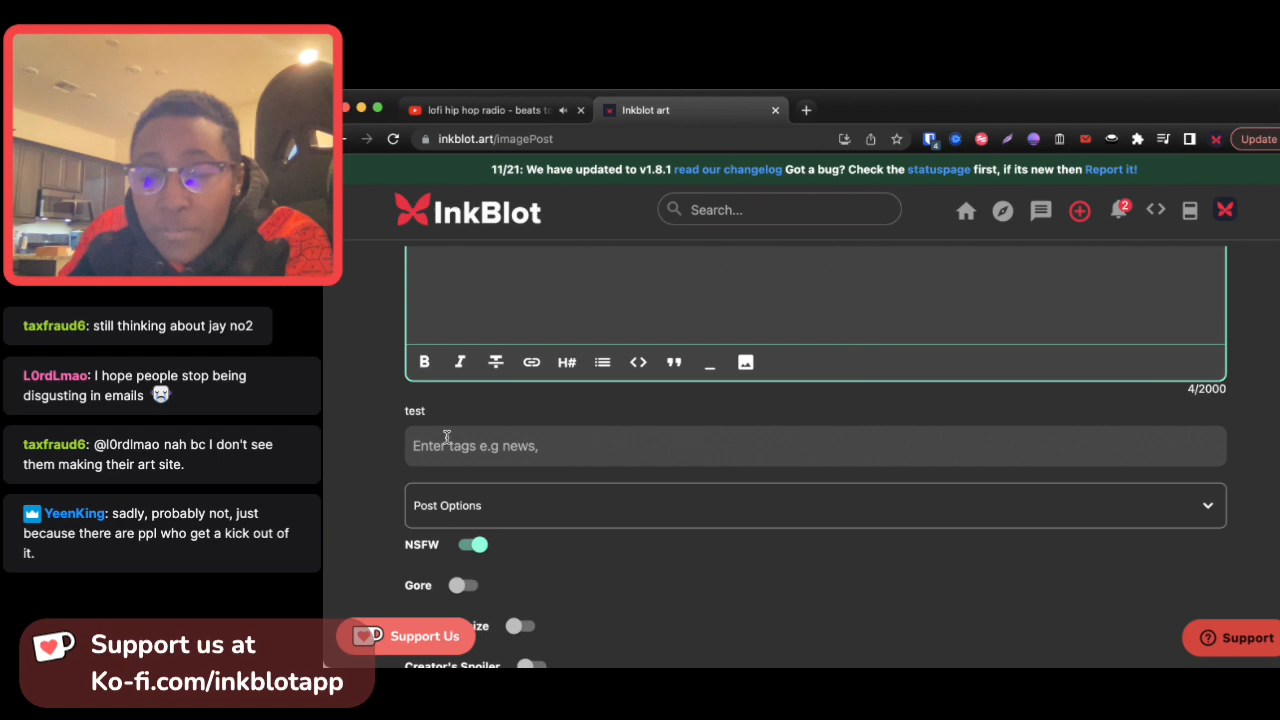 lofi hip hop radio - beats to
Inkblot art
inkblot.art/imagePost
4
Update
11/21: We have updated to v1.8.1 read our changelog Got a bug? Check the statuspage first, if its new then Report it!
InkBlot
Search...
2
B I H# _
4/2000
test
Enter tags e.g news,
Post Options
NSFW
Gore
ize
Creator's Spoiler
Support Us
Support
taxfraud6: still thinking about jay no2
L0rdLmao: I hope people stop being
disgusting in emails
taxfraud6: @l0rdlmao nah bc I don't see
them making their art site.
YeenKing: sadly, probably not, just
because there are ppl who get a kick out of
it.
Support us at
Ko-fi.com/inkblotapp